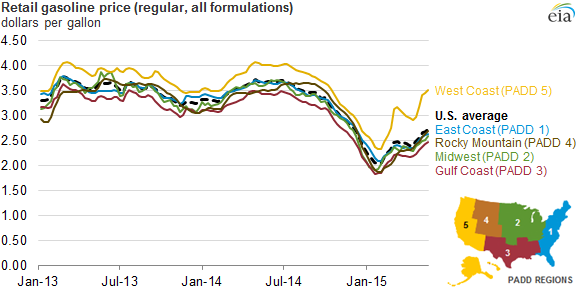 Retail gasoline price (regular, all formulations)
dollars per gallon
eia
4.50
4.00
3.50
3.00
2.50
2.00
1.50
1.00
0.50
0.00
Jan-13
Jul-13
Jan-14
Jul-14
Jan-15
West Coast (PADD 5)
U.S. average
East Coast (PADD 1)
Rocky Mountain (PADD 4)
Midwest (PADD 2)
Gulf Coast (PADD 3)
5
4
2
1
3
PADD REGIONS